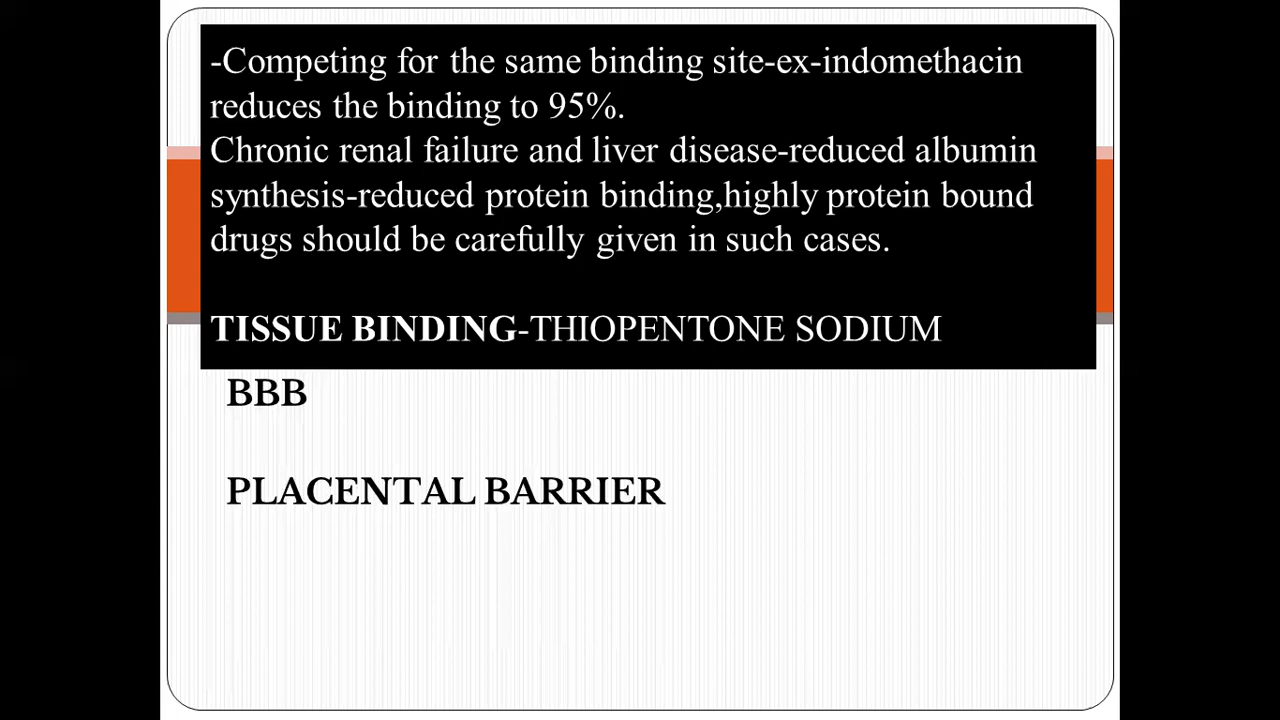 -Competing for the same binding site-ex-indomethacin
reduces the binding to 95%.
Chronic renal failure and liver disease-reduced albumin
synthesis-reduced protein binding,highly protein bound
drugs should be carefully given in such cases.
TISSUE BINDING-THIOPENTONE SODIUM
BBB
PLACENTAL BARRIER